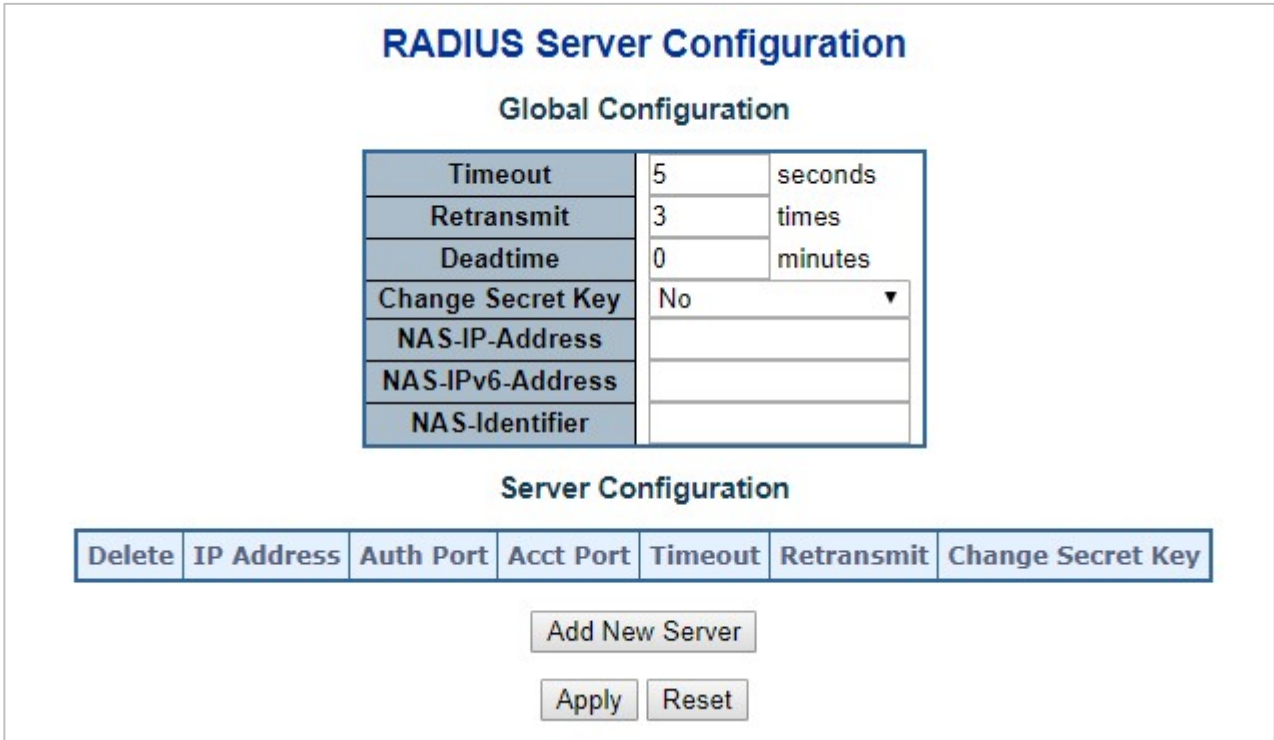 RADIUS Server Configuration
Global Configuration
Timeout 5 seconds
Retransmit 3 times
Deadtime 0 minutes
Change Secret Key No
NAS-IP-Address
NAS-IPv6-Address
NAS-Identifier
Server Configuration
Delete IP Address Auth Port Acct Port Timeout Retransmit Change Secret Key
Add New Server
Apply Reset